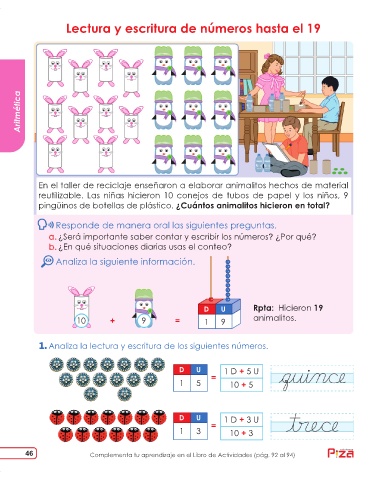 Lectura y escritura de números hasta el 19
Aritmética
En el taller de reciclaje enseñaron a elaborar animalitos hechos de material
reutilizable. Las niñas hicieron 10 conejos de tubos de papel y los niños, 9
pingüinos de botellas de plástico. ¿Cuántos animalitos hicieron en total?
Responde de manera oral las siguientes preguntas.
a. ¿Será importante saber contar y escribir los números? ¿Por qué?
b. ¿En qué situaciones diarias usas el conteo?
Analiza la siguiente información.
10 + 9 =
D U
1 9
Rpta: Hicieron 19
animalitos.
1. Analiza la lectura y escritura de los siguientes números.
D U
1 5
=
1 D + 5 U
10 + 5
quince
D U
1 3
=
1 D + 3 U
10 + 3
trece
46
Complementa tu aprendizaje en el Libro de Actividades (pág. 92 al 94)